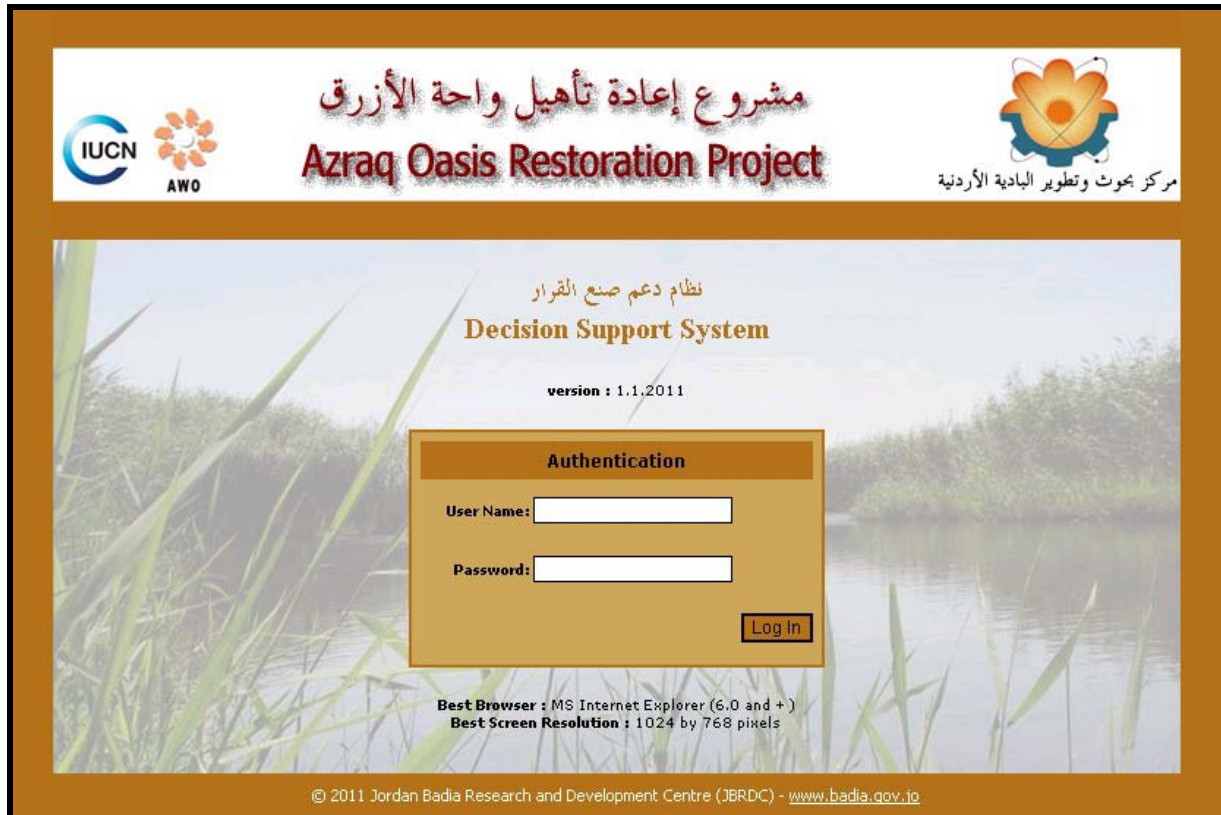 مشروع إعادة تأهيل واحة الأزرق
Azraq Oasis Restoration Project
IUCN
AWO
مركز بحوث وتطوير البادية الأردنية
نظام دعم صنع القرار
Decision Support System
version : 1.1.2011
Authentication
User Name:
Password:
Log In
Best Browser : MS Internet Explorer (6.0 and + )
Best Screen Resolution : 1024 by 768 pixels
© 2011 Jordan Badia Research and Development Centre (JBRDC) - www.badia.gov.jo